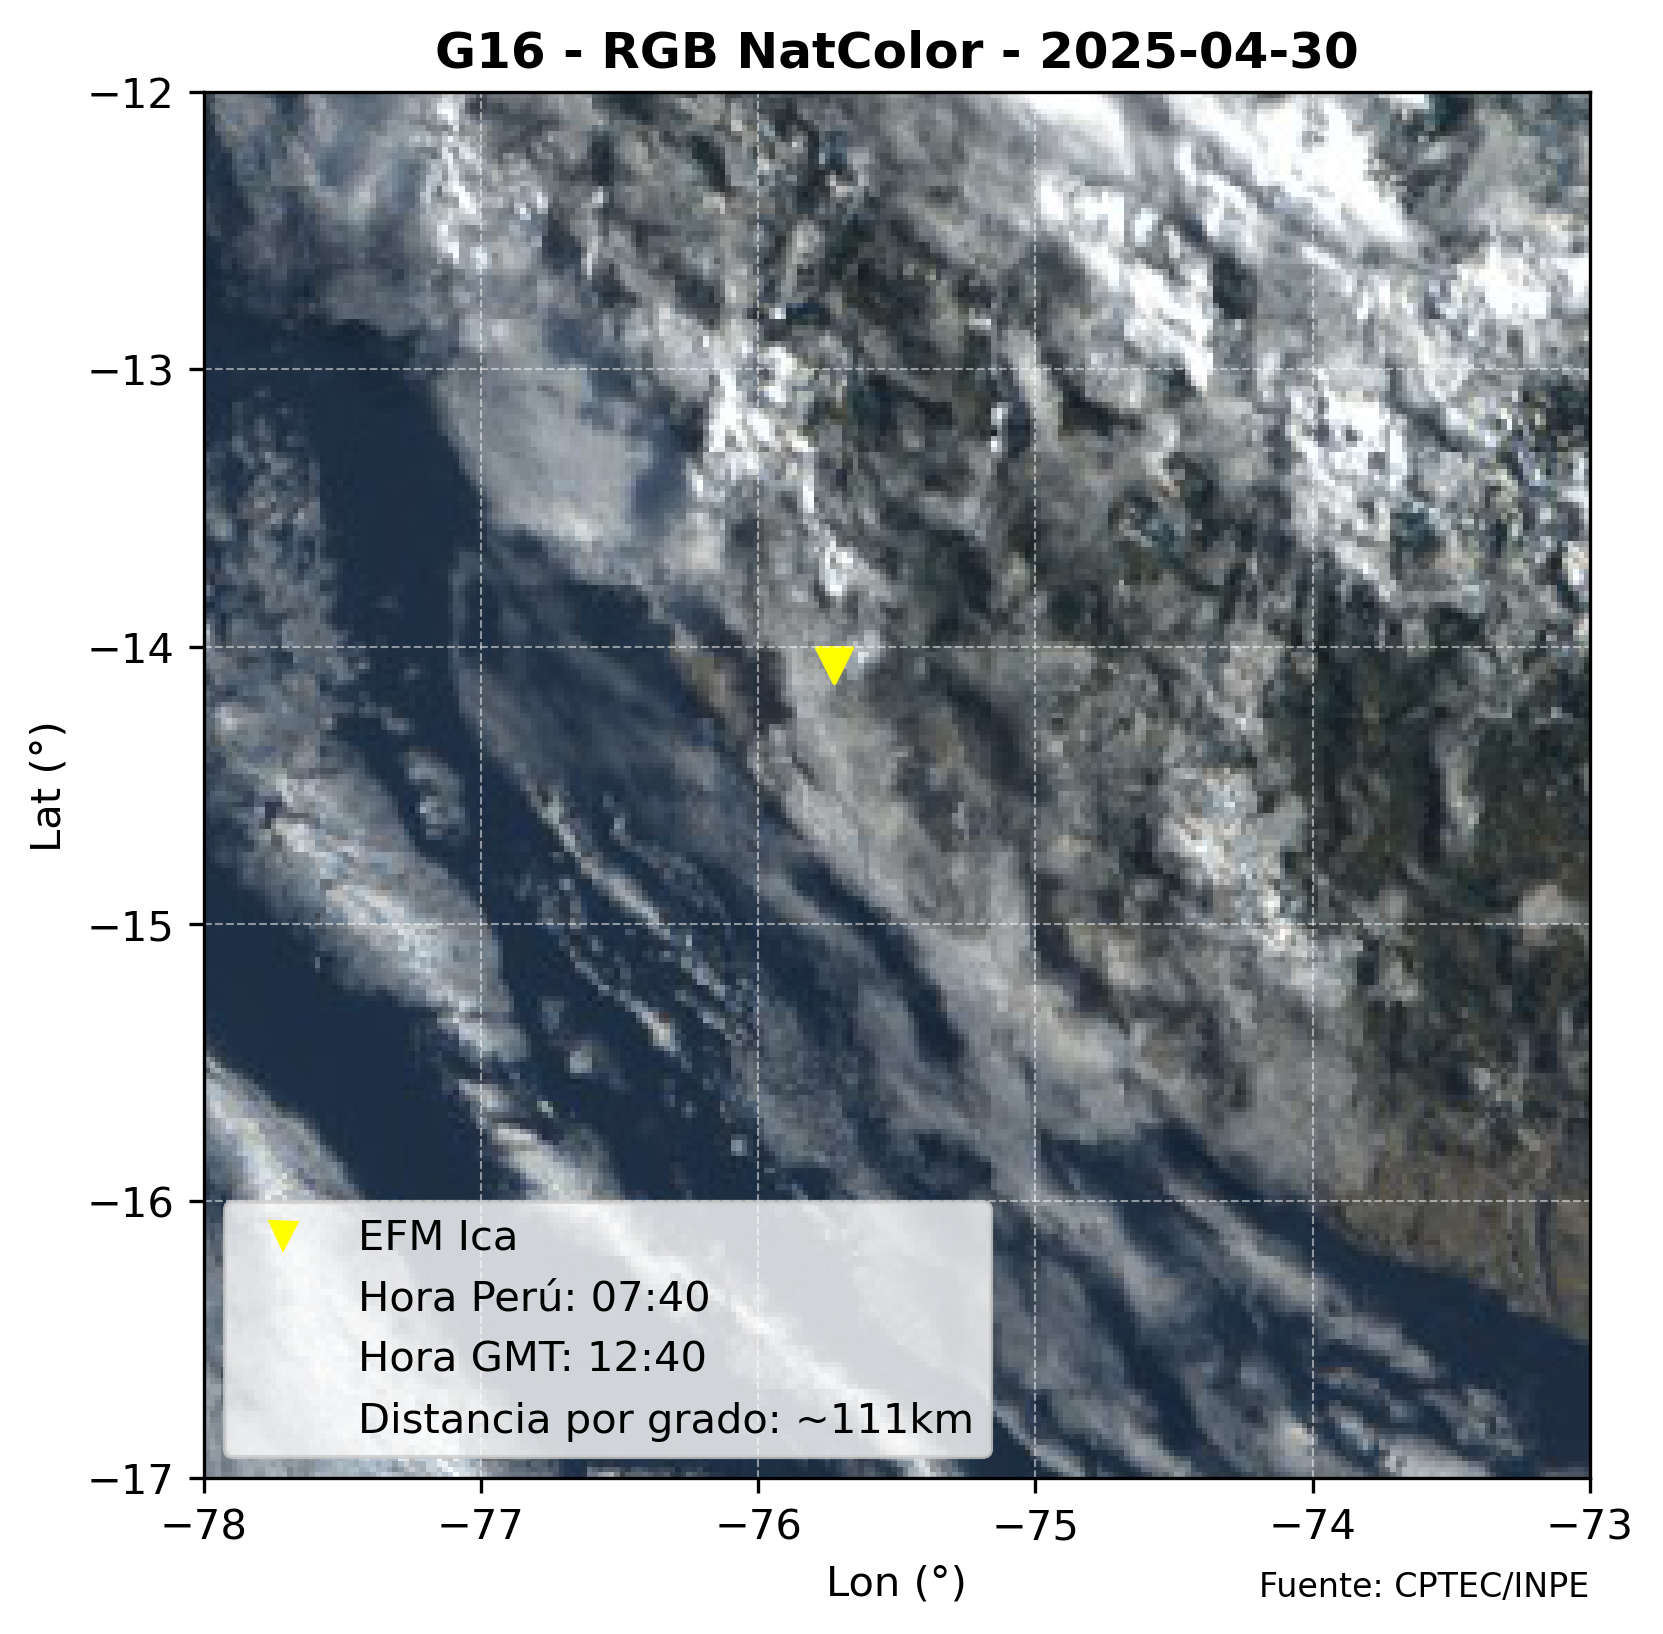 G16 - RGB NatColor - 2025-04-30
−12
−13
−14
−15
−16
−17
Lat (°)
EFM Ica
Hora Perú: 07:40
Hora GMT: 12:40
Distancia por grado: ~111km
−78 −77 −76 −75 −74 −73
Lon (°)
Fuente: CPTEC/INPE